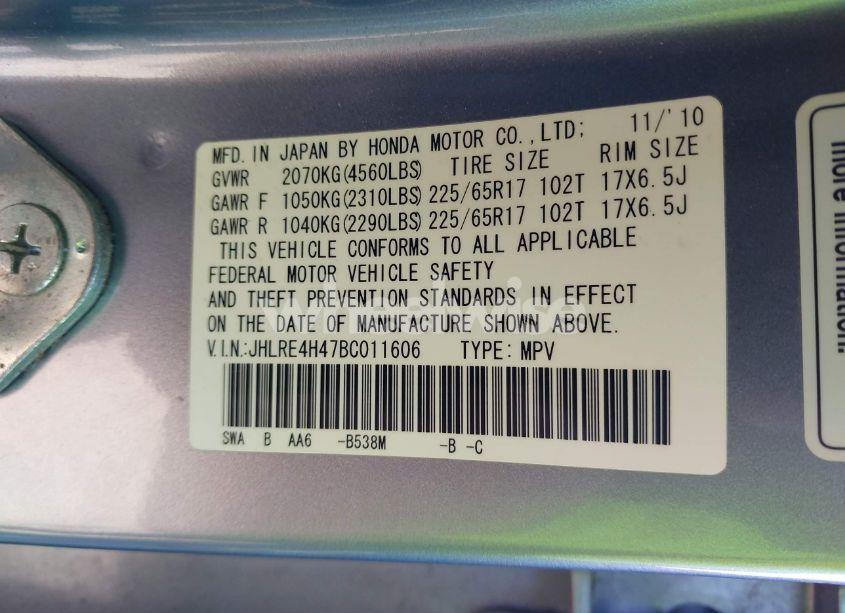 MFD. IN JAPAN BY HONDA MOTOR CO.,LTD; 11/'10
GVWR 2070KG(4560LBS) TIRE SIZE RIM SIZE
GAWR F 1050KG(2310LBS) 225/65R17 102T 17X6.5J
GAWR R 1040KG(2290LBS) 225/65R17 102T 17X6.5J
THIS VEHICLE CONFORMS TO ALL APPLICABLE
FEDERAL MOTOR VEHICLE SAFETY
AND THEFT PREVENTION STANDARDS IN EFFECT
ON THE DATE OF MANUFACTURE SHOWN ABOVE.
V.I.N.:JHLRE4H47BC011606 TYPE: MPV
SWA B AA6 -B538M -B -C
more information.
wheelwise